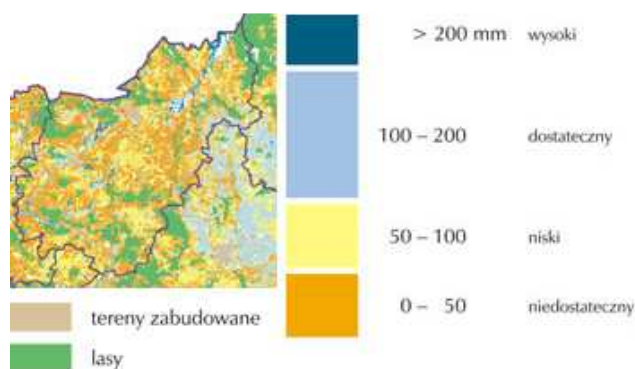 > 200 mm wysoki
100 – 200 dostateczny
50 – 100 niski
0 – 50 niedostateczny
tereny zabudowane
lasy